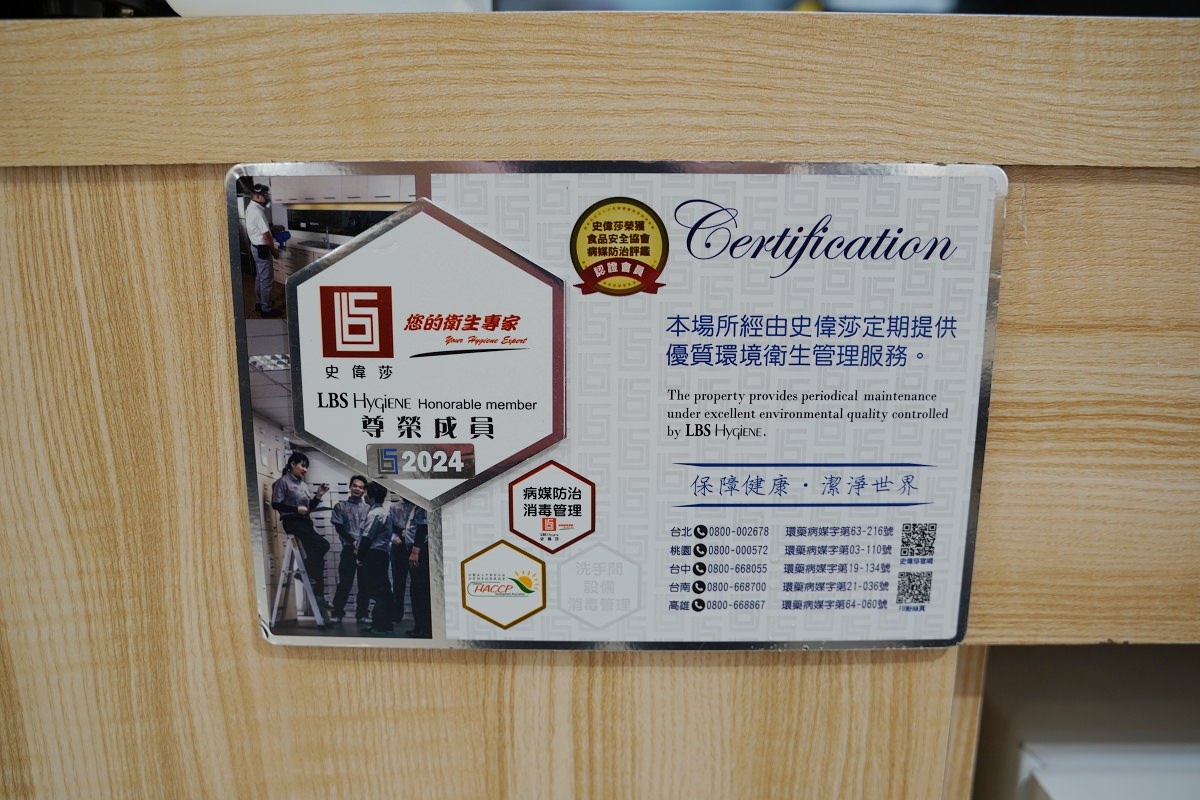 史偉莎
您的衛生專家
Your Hygiene Expert
LBS HYGIENE Honorable member
尊榮成員
2024
史偉莎榮獲
食品安全協會
病媒防治評鑑
認證會員
Certification
本場所經由史偉莎定期提供
優質環境衛生管理服務。
The property provides periodical maintenance
under excellent environmental quality controlled
by LBS HYGIENE.
保障健康・潔淨世界
病媒防治
消毒管理
HACCP
洗手間
設備
消毒管理
台北 0800-002678 環藥病媒字第63-216號
桃園 0800-000572 環藥病媒字第03-110號
台中 0800-668055 環藥病媒字第19-134號
台南 0800-668700 環藥病媒字第21-036號
高雄 0800-668867 環藥病媒字第64-060號
史偉莎官網